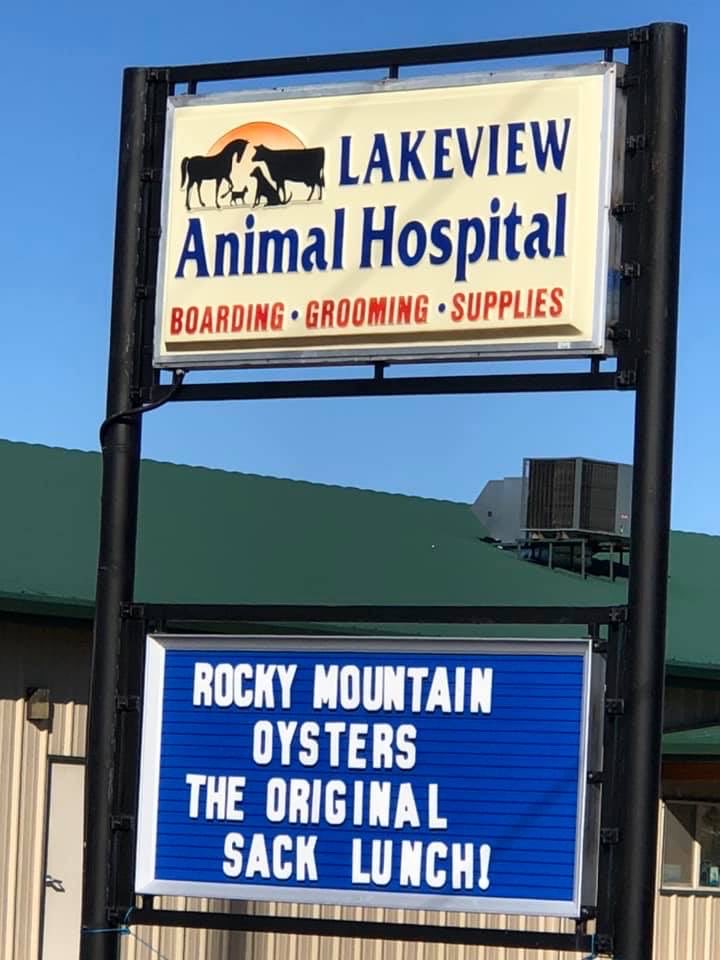 LAKEVIEW
Animal Hospital
BOARDING • GROOMING • SUPPLIES
ROCKY MOUNTAIN
OYSTERS
THE ORIGINAL
SACK LUNCH!